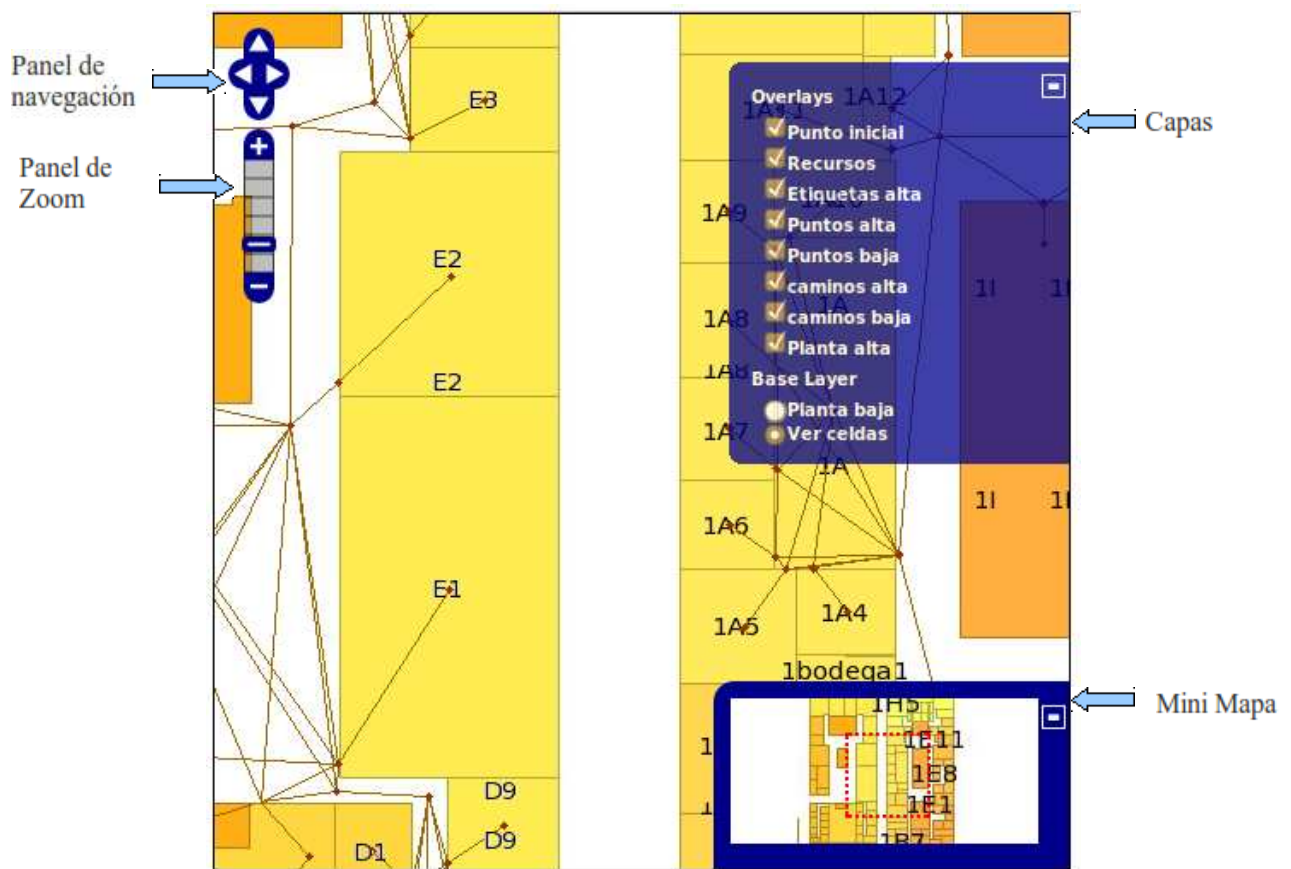 Panel de
navegación
Panel de
Zoom
Capas
Mini Mapa
Overlays
Punto inicial
Recursos
Etiquetas alta
Puntos alta
Puntos baja
caminos alta
caminos baja
Planta alta
Base Layer
Planta baja
Ver celdas
E3
E2
E2
E1
D9
D9
D1
1A12
1A9
1A
1A8
1A8
1A7
1A
1A6
1A5
1A4
1I
1I
1bodega1
1H5
1E11
1E8
1E1
1B7